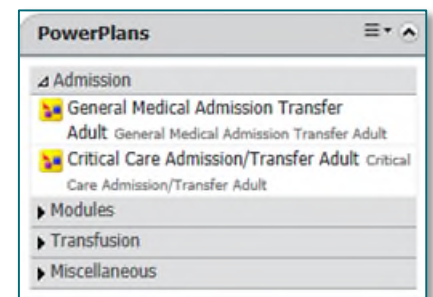 PowerPlans
Admission
General Medical Admission Transfer
Adult General Medical Admission Transfer Adult
Critical Care Admission/Transfer Adult Critical
Care Admission/Transfer Adult
Modules
Transfusion
Miscellaneous